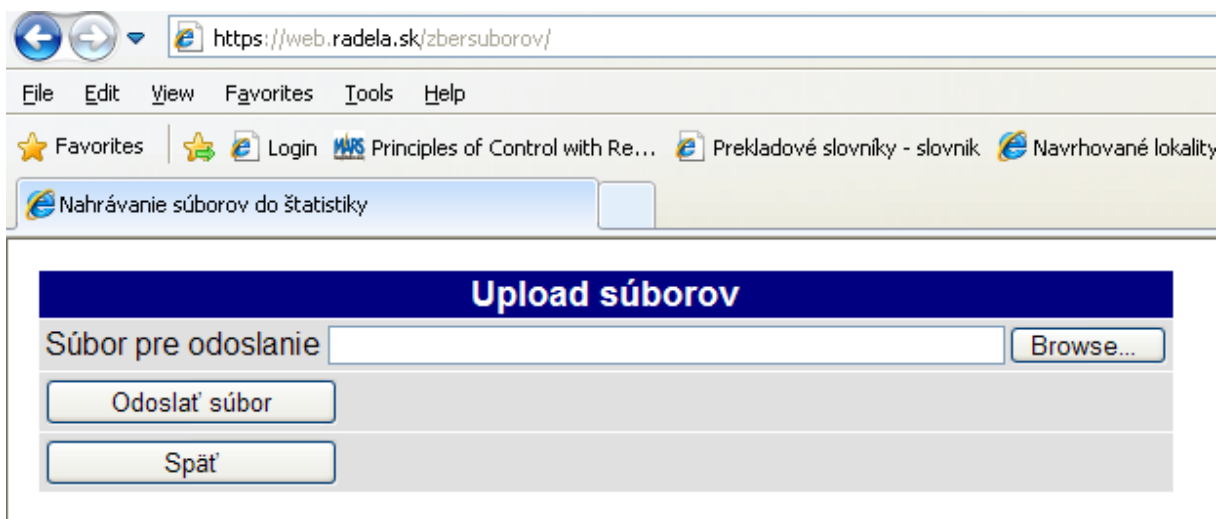 https://web.radela.sk/zbersuborov/
File Edit View Favorites Tools Help
Favorites Login MARS Principles of Control with Re... Prekladové slovníky - slovnik Navrhované lokality
Nahrávanie súborov do štatistiky
Upload súborov
Súbor pre odoslanie Browse...
Odoslať súbor
Späť